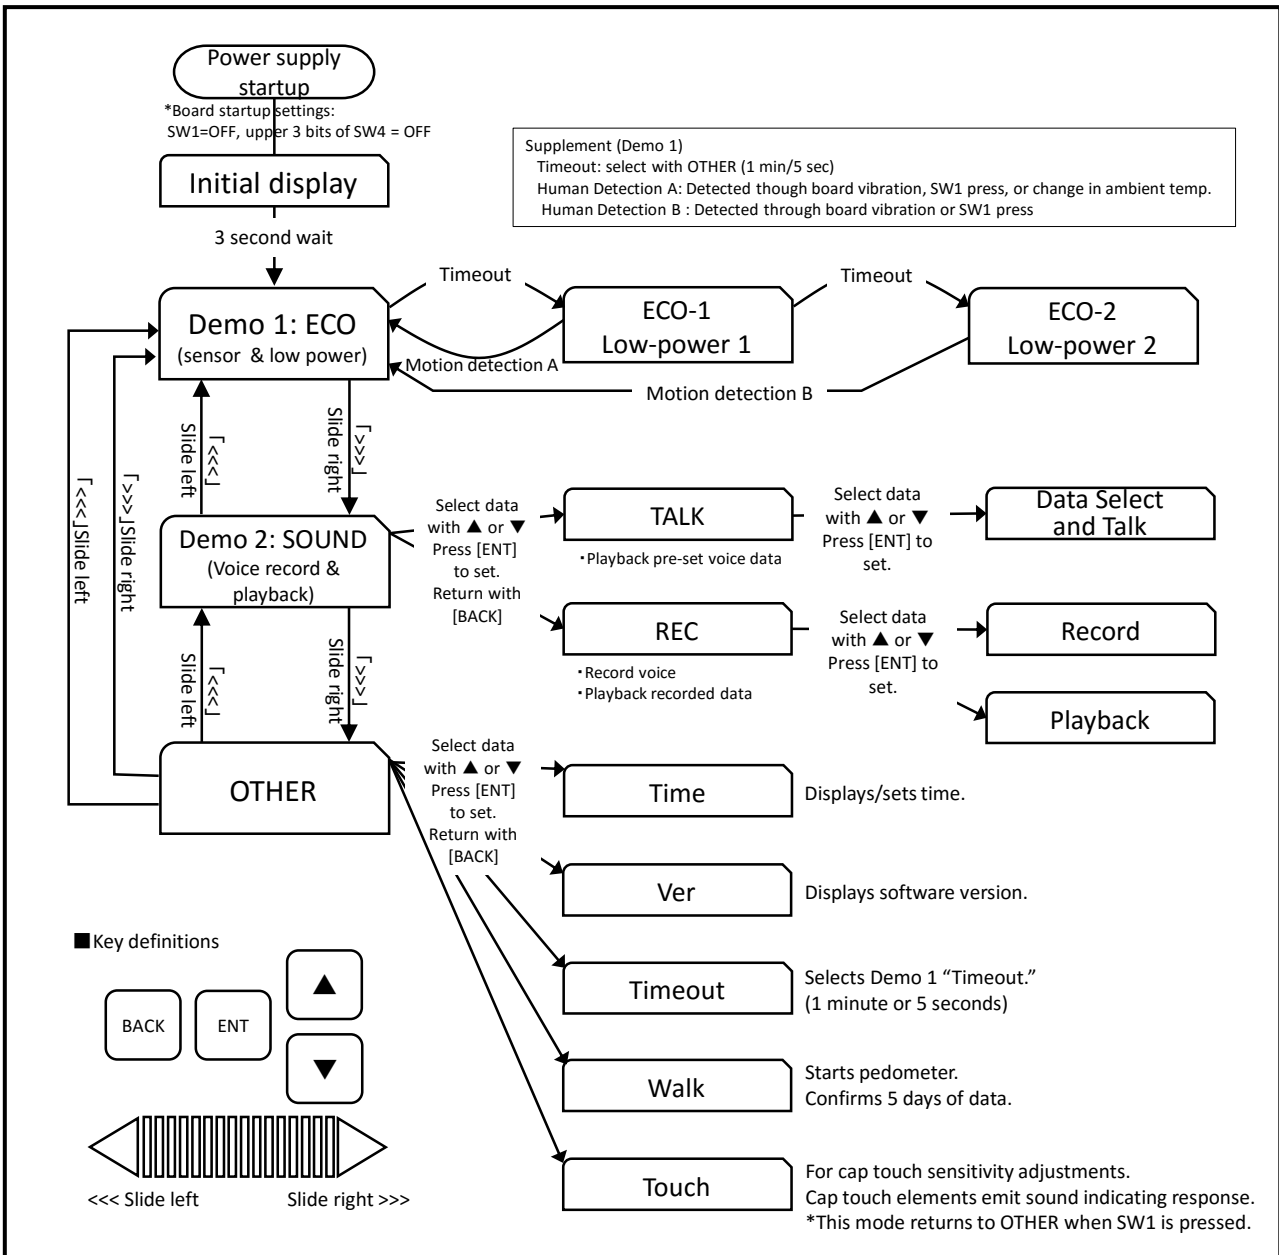 Power supply
startup
*Board startup settings:
SW1=OFF, upper 3 bits of SW4 = OFF
Supplement (Demo 1)
Timeout: select with OTHER (1 min/5 sec)
Human Detection A: Detected though board vibration, SW1 press, or change in ambient temp.
Human Detection B : Detected through board vibration or SW1 press
Initial display
3 second wait
Timeout
Timeout
Demo 1: ECO
(sensor & low power)
ECO-1
Low-power 1
ECO-2
Low-power 2
Motion detection A
Motion detection B
「<<<」
Slide left
「>>>」
Slide right
「<<<」Slide left
「>>>」Slide right
Demo 2: SOUND
(Voice record &
playback)
Select data
with ▲ or ▼
Press [ENT]
to set.
Return with
[BACK]
TALK
・Playback pre-set voice data
Select data
with ▲ or ▼
Press [ENT] to
set.
Data Select
and Talk
REC
・Record voice
・Playback recorded data
Select data
with ▲ or ▼
Press [ENT] to
set.
Record
Playback
「<<<」
Slide left
「>>>」
Slide right
OTHER
Select data
with ▲ or ▼
Press [ENT]
to set.
Return with
[BACK]
Time
Displays/sets time.
Ver
Displays software version.
Timeout
Selects Demo 1 “Timeout.”
(1 minute or 5 seconds)
Walk
Starts pedometer.
Confirms 5 days of data.
Touch
For cap touch sensitivity adjustments.
Cap touch elements emit sound indicating response.
*This mode returns to OTHER when SW1 is pressed.
■Key definitions
BACK
ENT
▲
▼
<<< Slide left
Slide right >>>